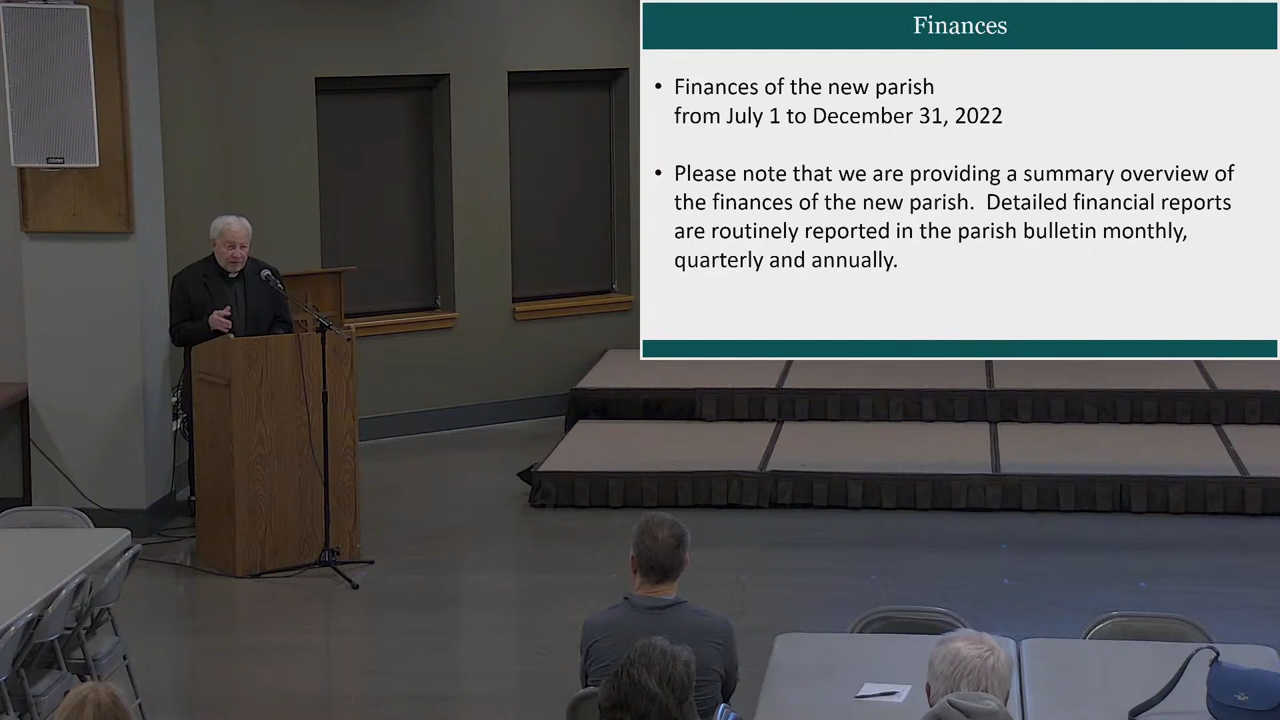 Finances
• Finances of the new parish
from July 1 to December 31, 2022
• Please note that we are providing a summary overview of
the finances of the new parish.  Detailed financial reports
are routinely reported in the parish bulletin monthly,
quarterly and annually.